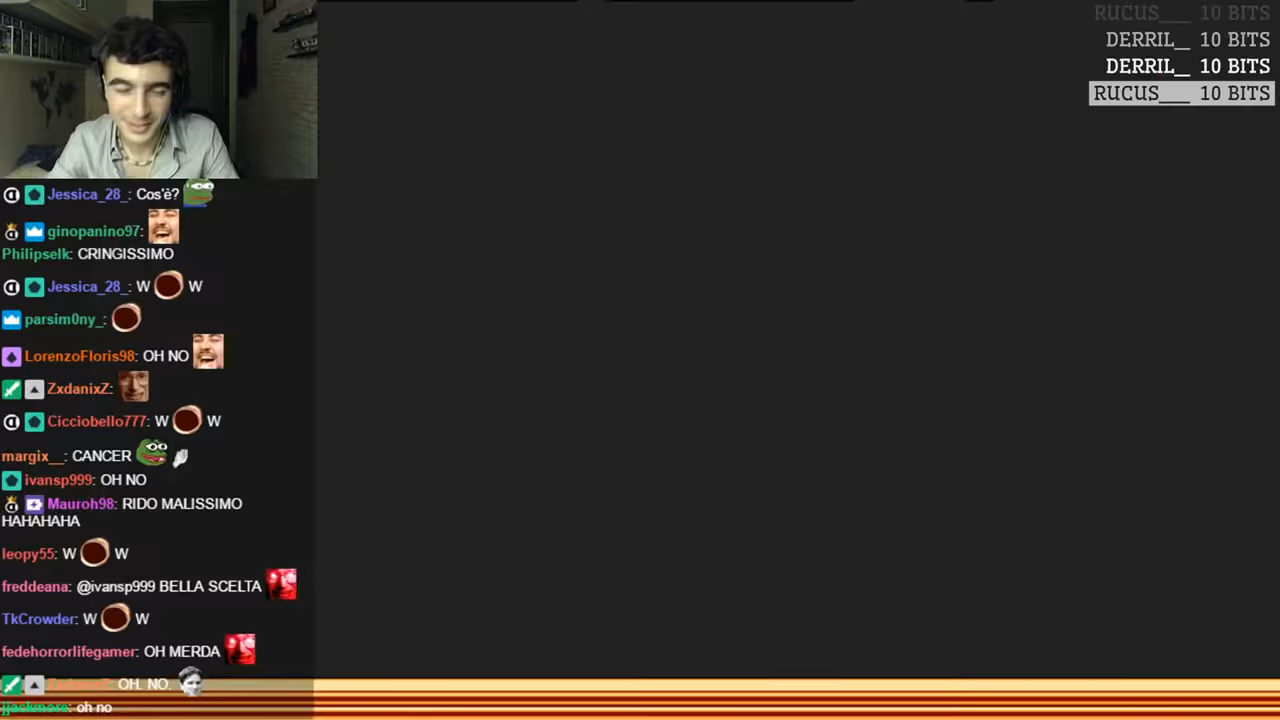 RUCUS___ 10 BITS
DERRIL_ 10 BITS
DERRIL_ 10 BITS
RUCUS___ 10 BITS
Jessica_28_: Cos'è?
ginopanino97:
Philipselk: CRINGISSIMO
Jessica_28_: W W
parsim0ny_:
LorenzoFloris98: OH NO
ZxdanixZ:
Cicciobello777: W W
margix__: CANCER
ivansp999: OH NO
Mauroh98: RIDO MALISSIMO
HAHAHAHA
leopy55: W W
freddeana: @ivansp999 BELLA SCELTA
TkCrowder: W W
fedehorrorlifegamer: OH MERDA
OH. NO.
jjackmore: oh no